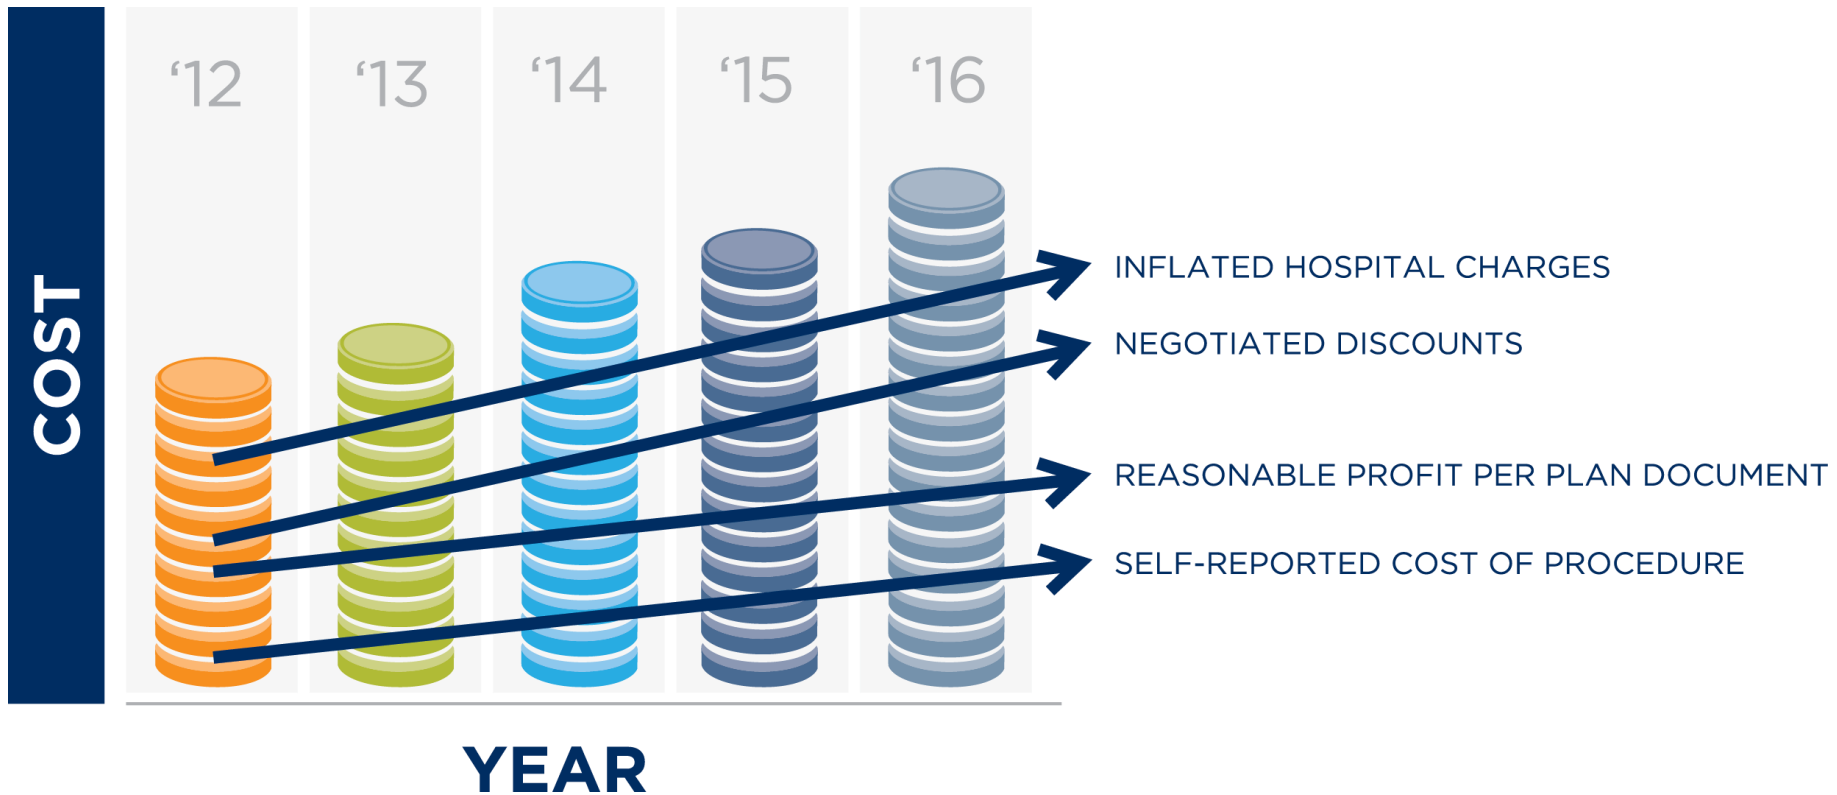 COST
‘12
‘13
‘14
‘15
‘16
INFLATED HOSPITAL CHARGES
NEGOTIATED DISCOUNTS
REASONABLE PROFIT PER PLAN DOCUMENT
SELF-REPORTED COST OF PROCEDURE
YEAR